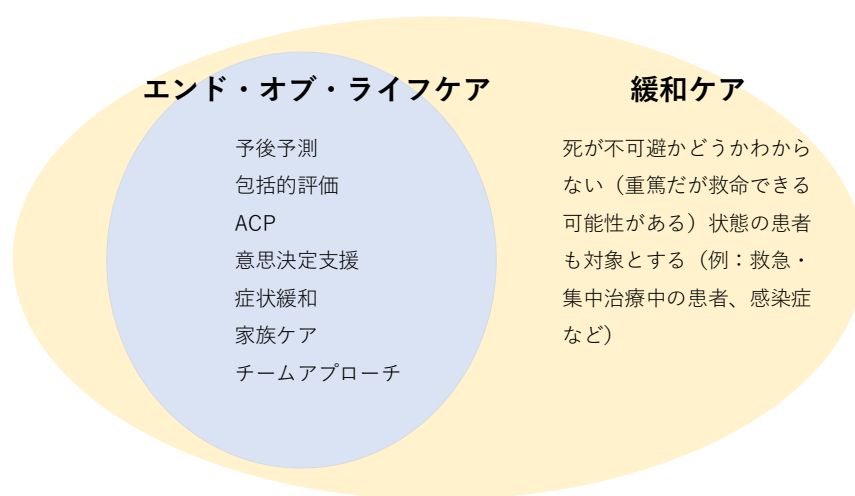 エンド・オブ・ライフケア
予後予測
包括的評価
ACP
意思決定支援
症状緩和
家族ケア
チームアプローチ
緩和ケア
死が不可避かどうかわから
ない（重篤だが救命できる
可能性がある）状態の患者
も対象とする（例：救急・
集中治療中の患者、感染症
など）